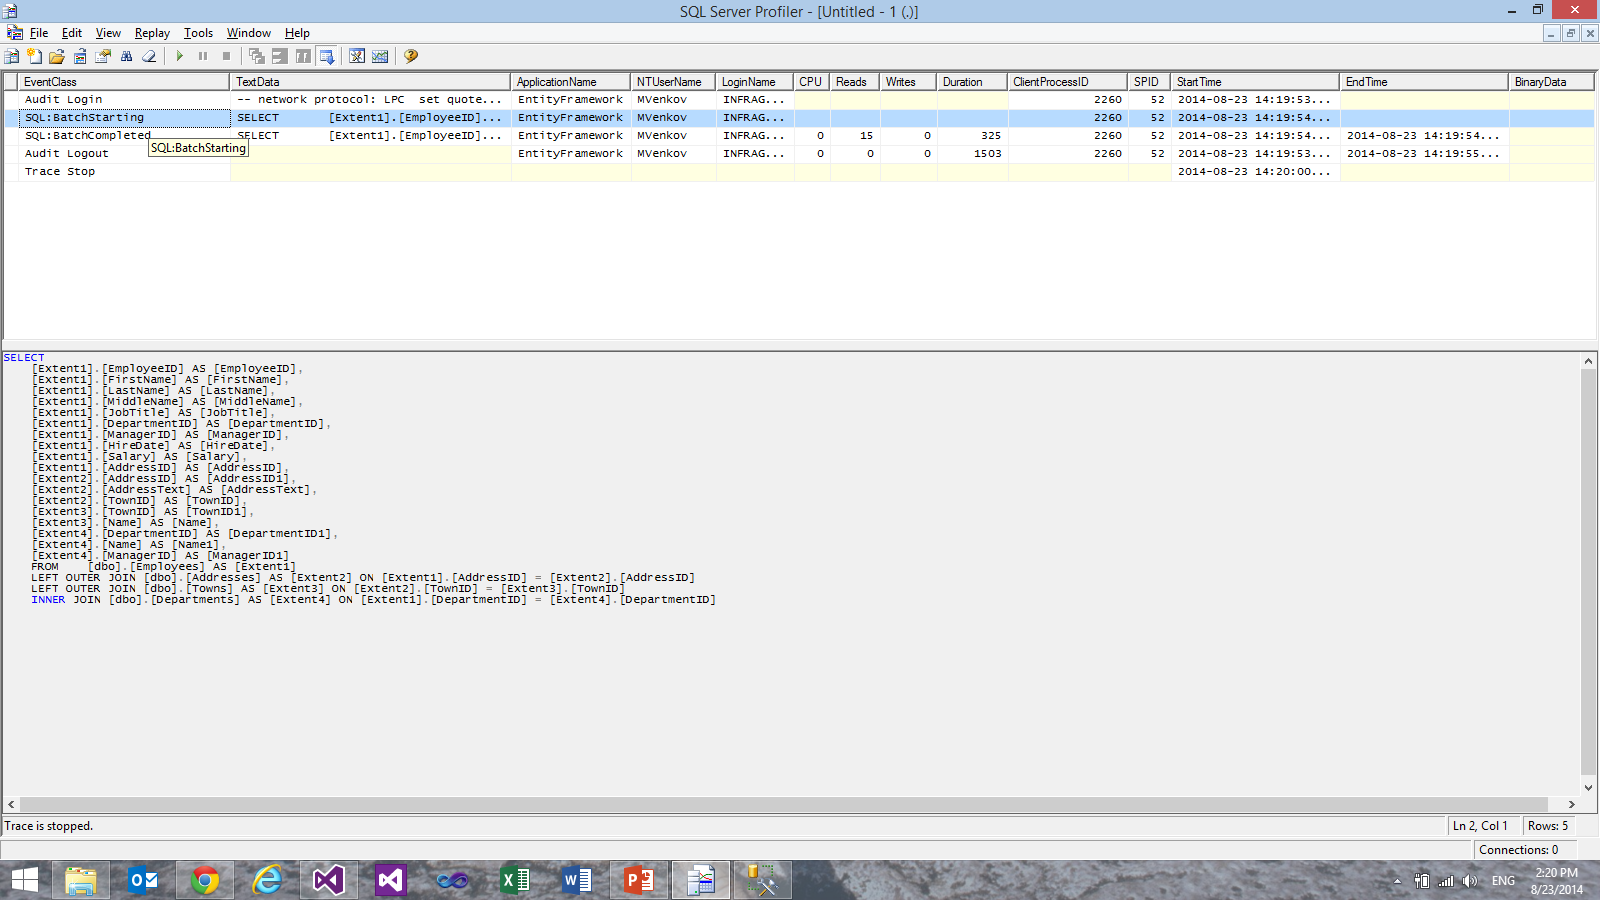 SQL Server Profiler - [Untitled - 1 (.)]
File Edit View Replay Tools Window Help
EventClass TextData ApplicationName NTUserName LoginName CPU Reads Writes Duration ClientProcessID SPID StartTime EndTime BinaryData
Audit Login -- network protocol: LPC set quote... EntityFramework MVenkov INFRAG... 2260 52 2014-08-23 14:19:53...
SQL:BatchStarting SELECT [Extent1].[EmployeeID]... EntityFramework MVenkov INFRAG... 2260 52 2014-08-23 14:19:54...
SQL:BatchCompleted SELECT [Extent1].[EmployeeID]... EntityFramework MVenkov INFRAG... 0 15 0 325 2260 52 2014-08-23 14:19:54... 2014-08-23 14:19:54...
SQL:BatchStarting
Audit Logout EntityFramework MVenkov INFRAG... 0 0 0 1503 2260 52 2014-08-23 14:19:53... 2014-08-23 14:19:55...
Trace Stop 2014-08-23 14:20:00...
SELECT
[Extent1].[EmployeeID] AS [EmployeeID],
[Extent1].[FirstName] AS [FirstName],
[Extent1].[LastName] AS [LastName],
[Extent1].[MiddleName] AS [MiddleName],
[Extent1].[JobTitle] AS [JobTitle],
[Extent1].[DepartmentID] AS [DepartmentID],
[Extent1].[ManagerID] AS [ManagerID],
[Extent1].[HireDate] AS [HireDate],
[Extent1].[Salary] AS [Salary],
[Extent1].[AddressID] AS [AddressID],
[Extent2].[AddressID] AS [AddressID1],
[Extent2].[AddressText] AS [AddressText],
[Extent2].[TownID] AS [TownID],
[Extent3].[TownID] AS [TownID1],
[Extent3].[Name] AS [Name],
[Extent4].[DepartmentID] AS [DepartmentID1],
[Extent4].[Name] AS [Name1],
[Extent4].[ManagerID] AS [ManagerID1]
FROM [dbo].[Employees] AS [Extent1]
LEFT OUTER JOIN [dbo].[Addresses] AS [Extent2] ON [Extent1].[AddressID] = [Extent2].[AddressID]
LEFT OUTER JOIN [dbo].[Towns] AS [Extent3] ON [Extent2].[TownID] = [Extent3].[TownID]
INNER JOIN [dbo].[Departments] AS [Extent4] ON [Extent1].[DepartmentID] = [Extent4].[DepartmentID]
Trace is stopped. Ln 2, Col 1 Rows: 5
Connections: 0
ENG 2:20 PM
8/23/2014